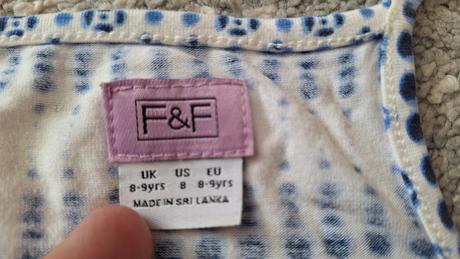 F&F
UK US EU
8-9yrs 8 8-9yrs
MADE IN SRI LANKA